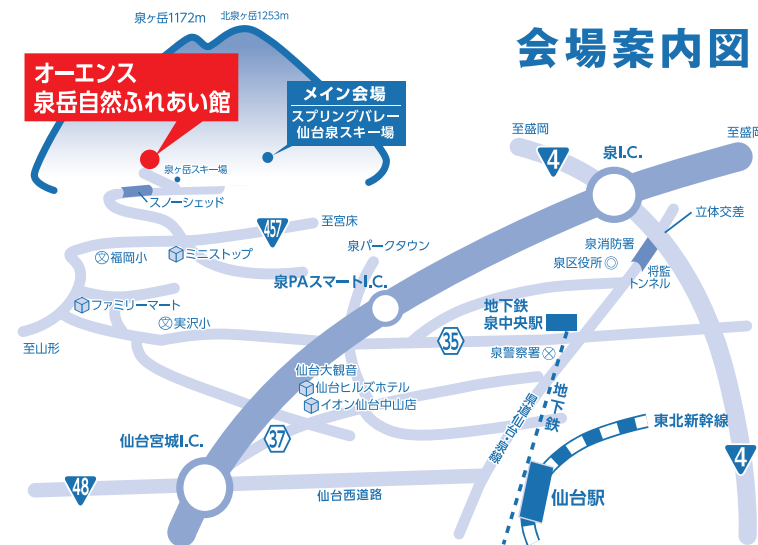 泉ヶ岳1172m
北泉ヶ岳1253m
会場案内図
オーエンス
泉岳自然ふれあい館
メイン会場
スプリングバレー
仙台泉スキー場
泉ヶ岳スキー場
スノーシェッド
至盛岡
至盛岡
4
泉I.C.
立体交差
457
至宮床
泉パークタウン
泉消防署
泉区役所◎
将監
トンネル
福岡小
ミニストップ
泉PAスマートI.C.
ファミリーマート
実沢小
地下鉄
泉中央駅
至山形
35
泉警察署
仙台大観音
仙台ヒルズホテル
イオン仙台中山店
地下鉄
県道仙台・泉線
東北新幹線
仙台宮城I.C.
37
4
48
仙台西道路
仙台駅